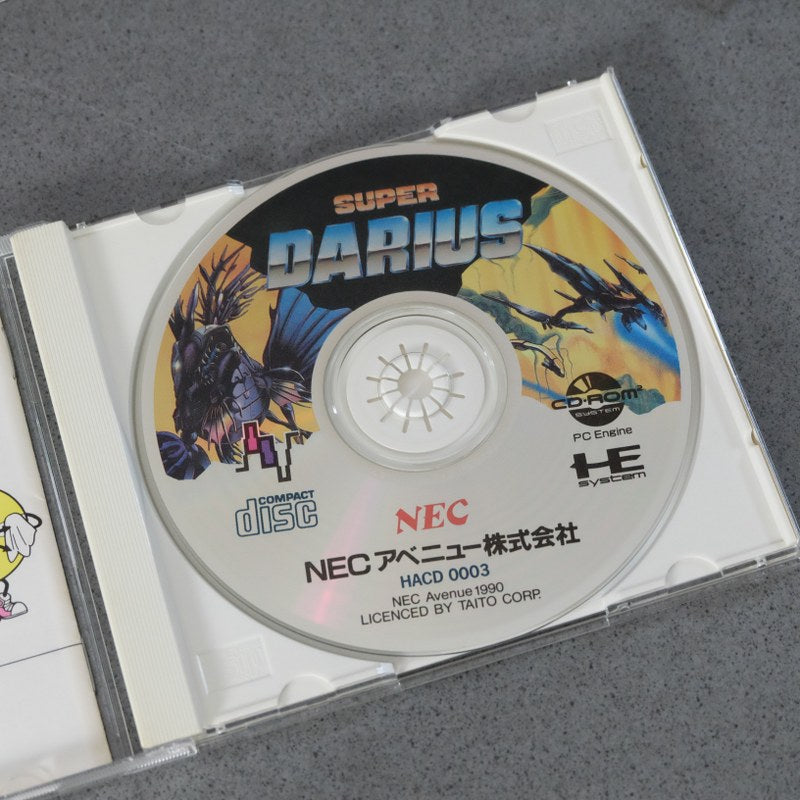 SUPER
DARIUS
CD-ROM²
SYSTEM
PC Engine
HE
system
COMPACT
disc
NEC
NECアベニュー株式会社
HACD 0003
NEC Avenue 1990
LICENCED BY TAITO CORP.